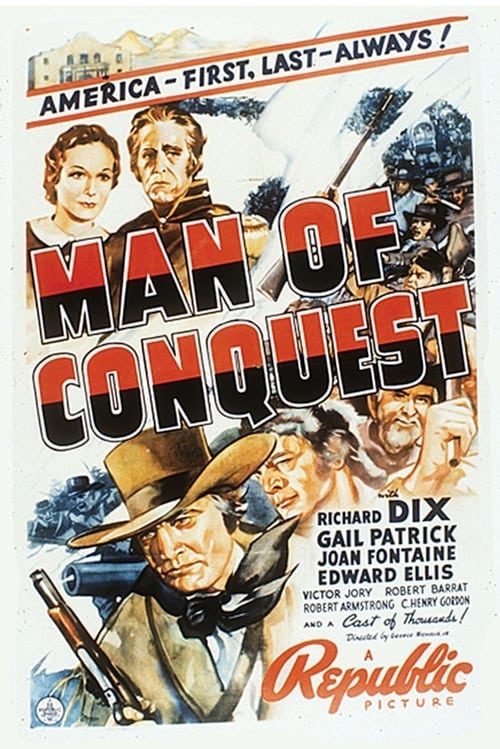 AMERICA-FIRST, LAST-ALWAYS!
MAN OF
CONQUEST
with
RICHARD DIX
GAIL PATRICK
JOAN FONTAINE
EDWARD ELLIS
VICTOR JORY ROBERT BARRAT
ROBERT ARMSTRONG C. HENRY GORDON
AND A Cast of Thousands!
Directed by GEORGE NICHOLS, JR.
A
Republic
PICTURE